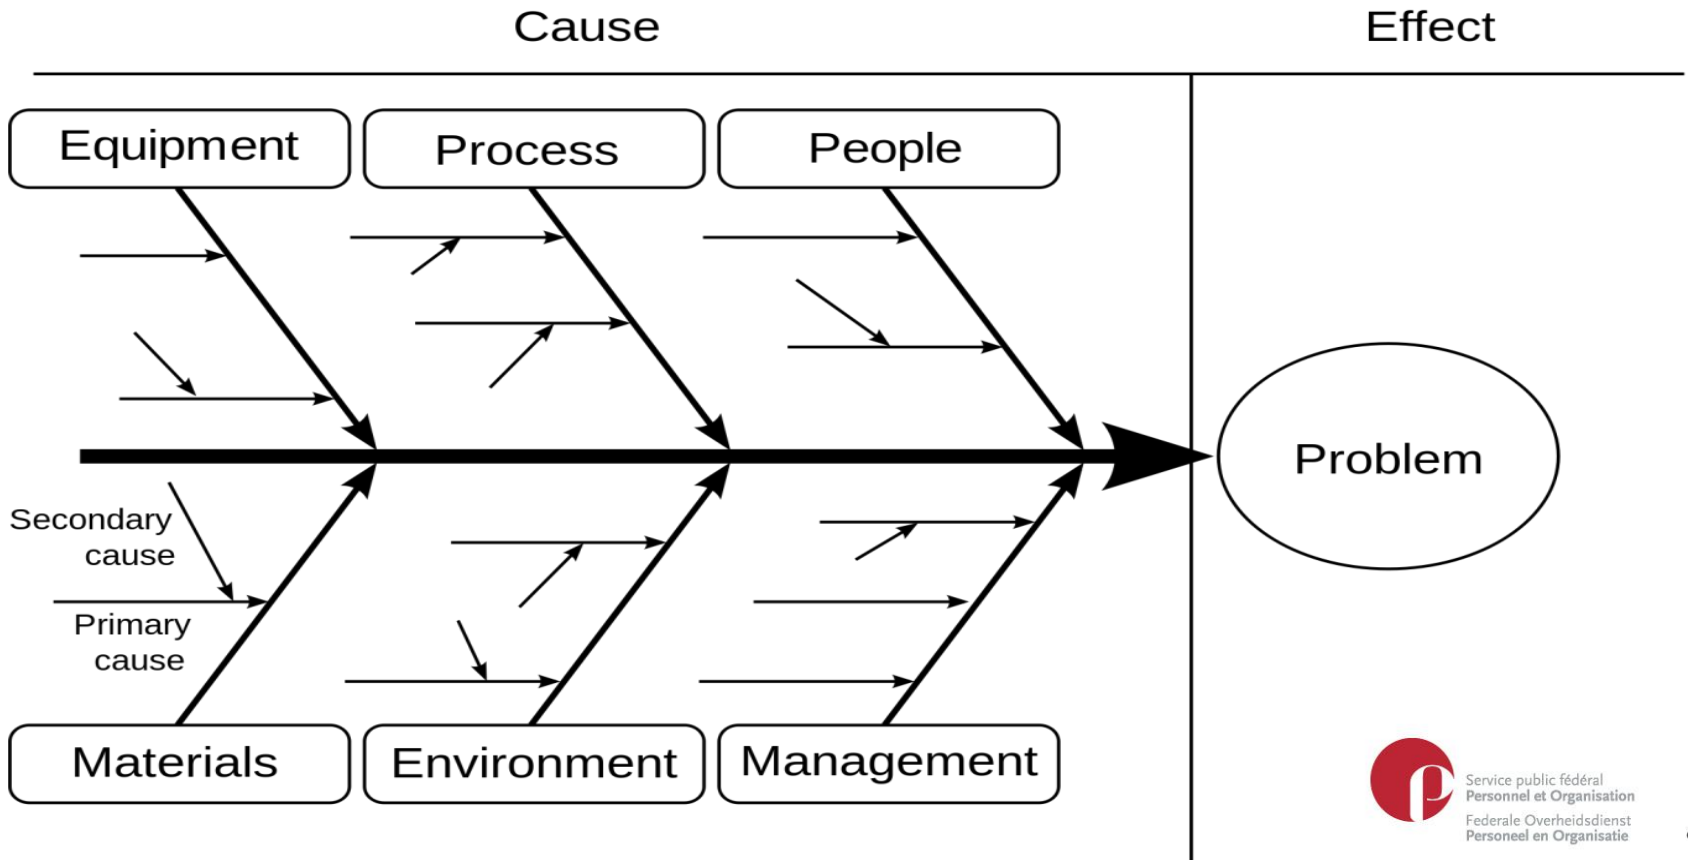 Cause
Effect
Equipment
Process
People
Problem
Secondary
cause
Primary
cause
Materials
Environment
Management
Service public fédéral
Personnel et Organisation
Federale Overheidsdienst
Personeel en Organisatie